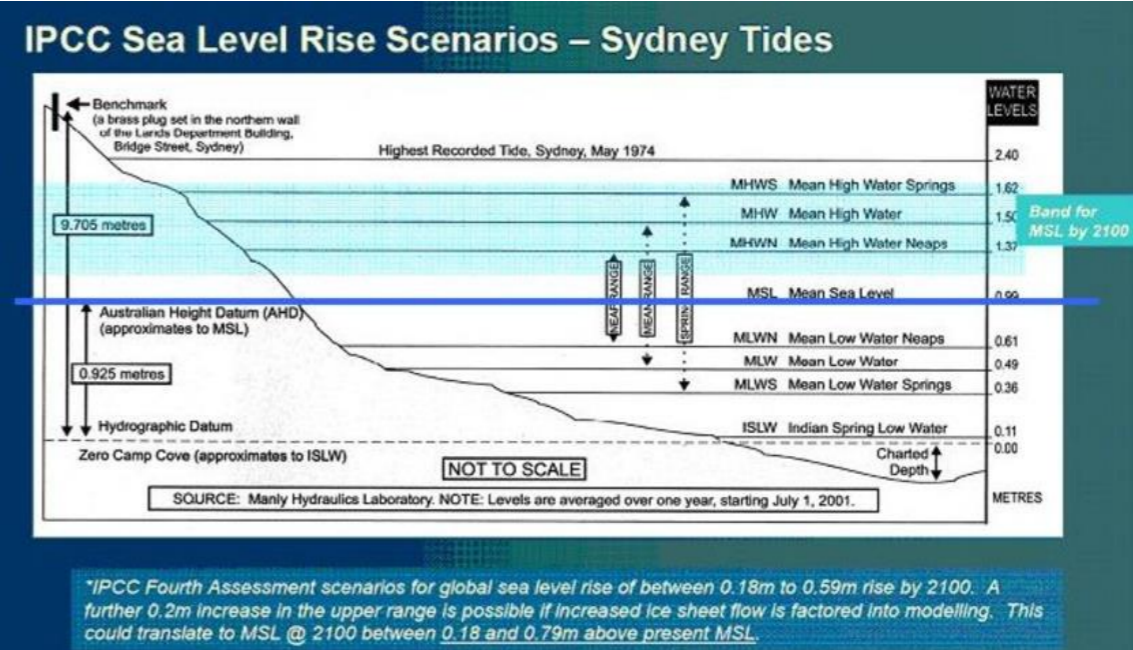 IPCC Sea Level Rise Scenarios – Sydney Tides
Benchmark
(a brass plug set in the northern wall
of the Lands Department Building,
Bridge Street, Sydney)
WATER
LEVELS
Highest Recorded Tide, Sydney, May 1974
2.40
MHWS Mean High Water Springs
1.62
9.705 metres
MHW Mean High Water
1.50
Band for
MSL by 2100
MHWN Mean High Water Neaps
1.37
NEAP RANGE
MEAN RANGE
SPRING RANGE
MSL Mean Sea Level
0.99
Australian Height Datum (AHD)
(approximates to MSL)
MLWN Mean Low Water Neaps
0.61
MLW Mean Low Water
0.49
0.925 metres
MLWS Mean Low Water Springs
0.36
Hydrographic Datum
ISLW Indian Spring Low Water
0.11
0.00
Zero Camp Cove (approximates to ISLW)
Charted
Depth
NOT TO SCALE
SOURCE: Manly Hydraulics Laboratory. NOTE: Levels are averaged over one year, starting July 1, 2001.
METRES
*IPCC Fourth Assessment scenarios for global sea level rise of between 0.18m to 0.59m rise by 2100. A
further 0.2m increase in the upper range is possible if increased ice sheet flow is factored into modelling. This
could translate to MSL @ 2100 between 0.18 and 0.79m above present MSL.